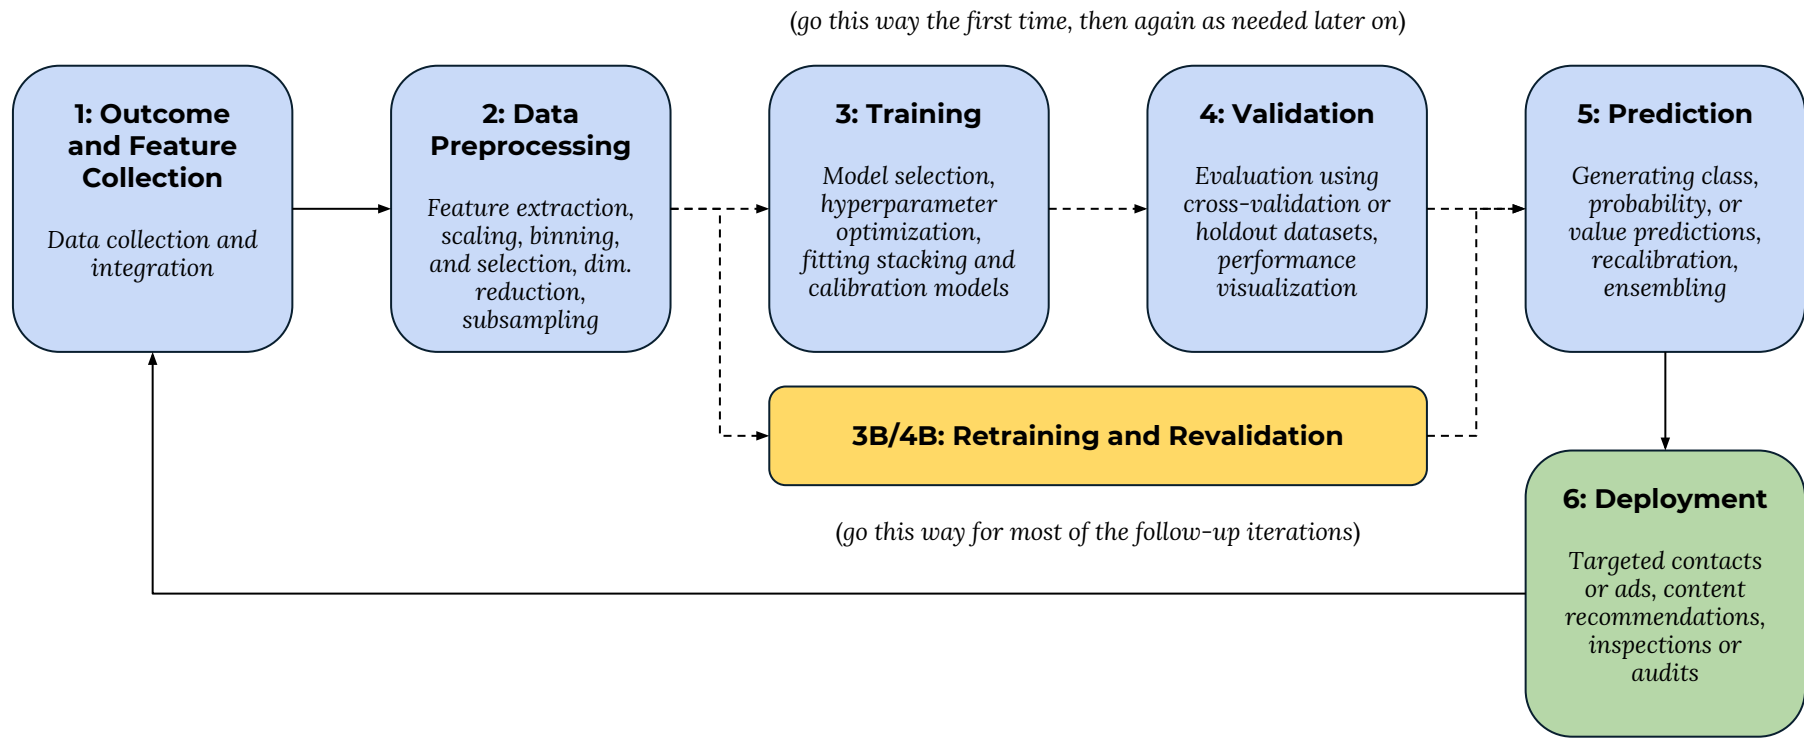 (go this way the first time, then again as needed later on)
1: Outcome
and Feature
Collection
Data collection and
integration
2: Data
Preprocessing
Feature extraction,
scaling, binning,
and selection, dim.
reduction,
subsampling
3: Training
Model selection,
hyperparameter
optimization,
fitting stacking and
calibration models
4: Validation
Evaluation using
cross-validation or
holdout datasets,
performance
visualization
5: Prediction
Generating class,
probability, or
value predictions,
recalibration,
ensembling
3B/4B: Retraining and Revalidation
(go this way for most of the follow-up iterations)
6: Deployment
Targeted contacts
or ads, content
recommendations,
inspections or
audits